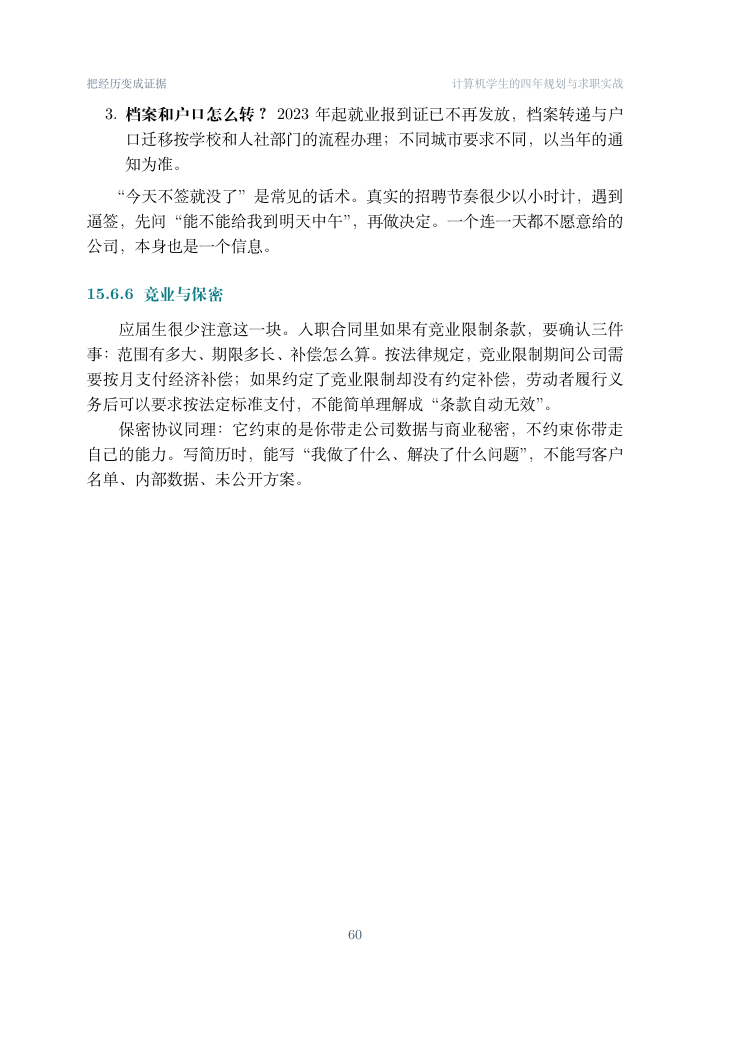 把经历变成证据
计算机学生的四年规划与求职实战
3. 档案和户口怎么转？2023 年起就业报到证已不再发放，档案转递与户
口迁移按学校和人社部门的流程办理；不同城市要求不同，以当年的通
知为准。
“今天不签就没了”是常见的话术。真实的招聘节奏很少以小时计，遇到
逼签，先问“能不能给我到明天中午”，再做决定。一个连一天都不愿意给的
公司，本身也是一个信息。
15.6.6 竞业与保密
应届生很少注意这一块。入职合同里如果有竞业限制条款，要确认三件
事：范围有多大、期限多长、补偿怎么算。按法律规定，竞业限制期间公司需
要按月支付经济补偿；如果约定了竞业限制却没有约定补偿，劳动者履行义
务后可以要求按法定标准支付，不能简单理解成“条款自动无效”。
保密协议同理：它约束的是你带走公司数据与商业秘密，不约束你带走
自己的能力。写简历时，能写“我做了什么、解决了什么问题”，不能写客户
名单、内部数据、未公开方案。
60